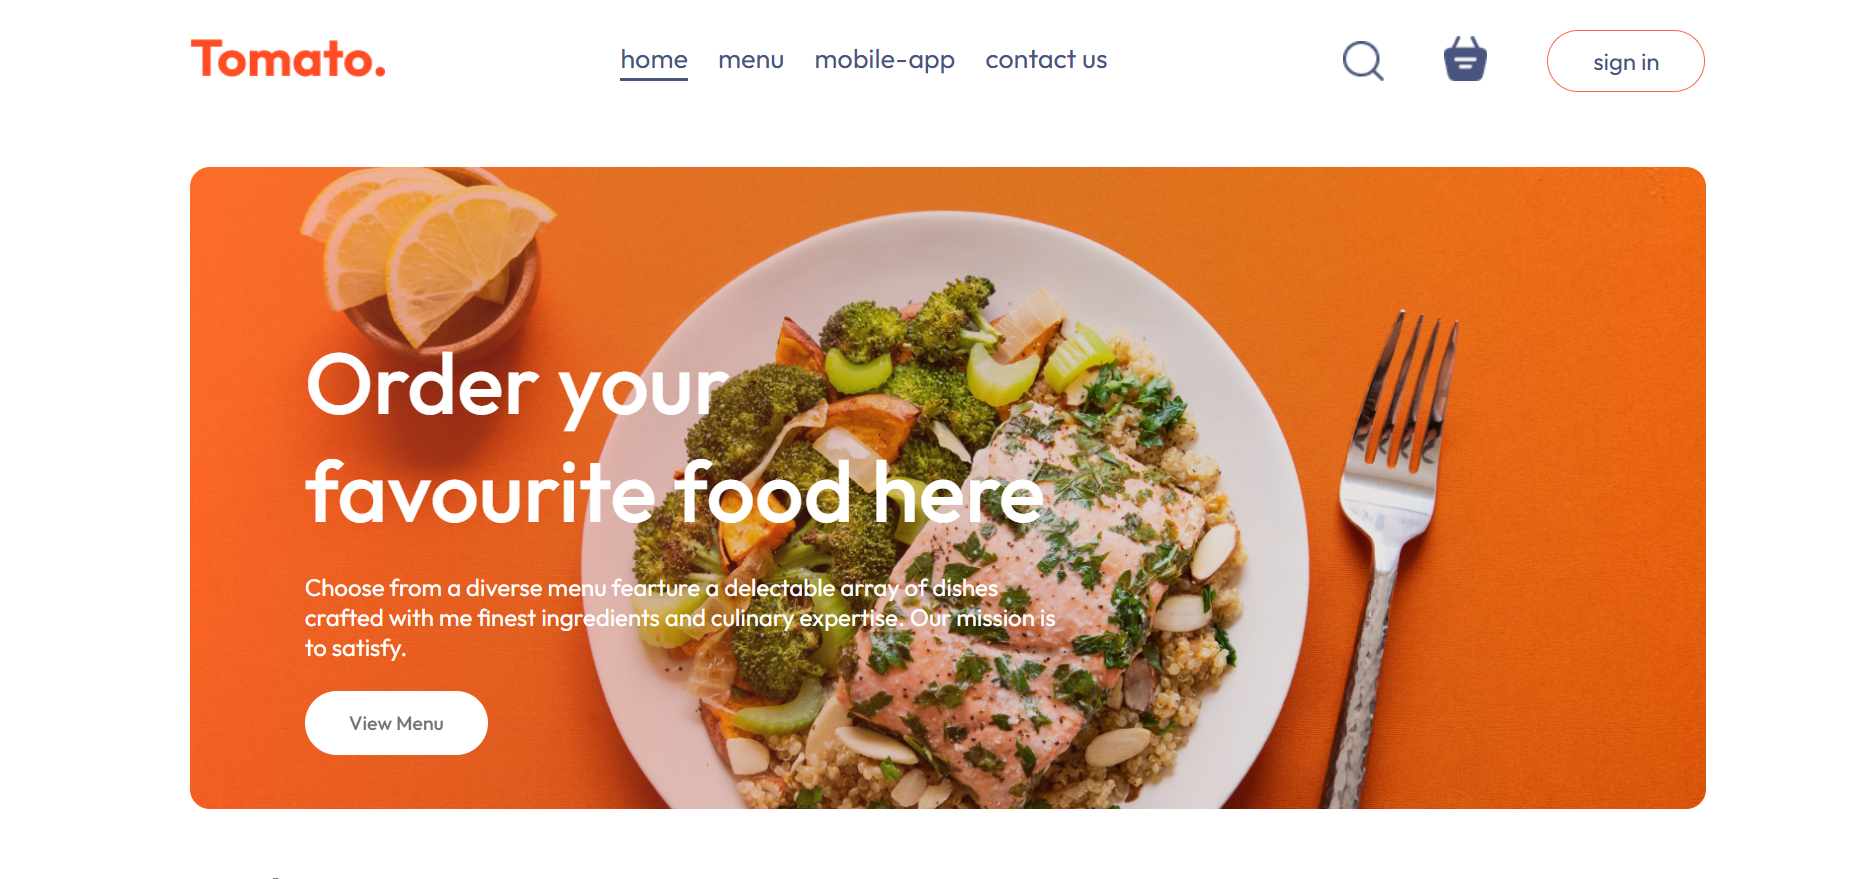 Tomato.
home menu mobile-app contact us
sign in
Order your
favourite food here
Choose from a diverse menu fearture a delectable array of dishes
crafted with me finest ingredients and culinary expertise. Our mission is
to satisfy.
View Menu